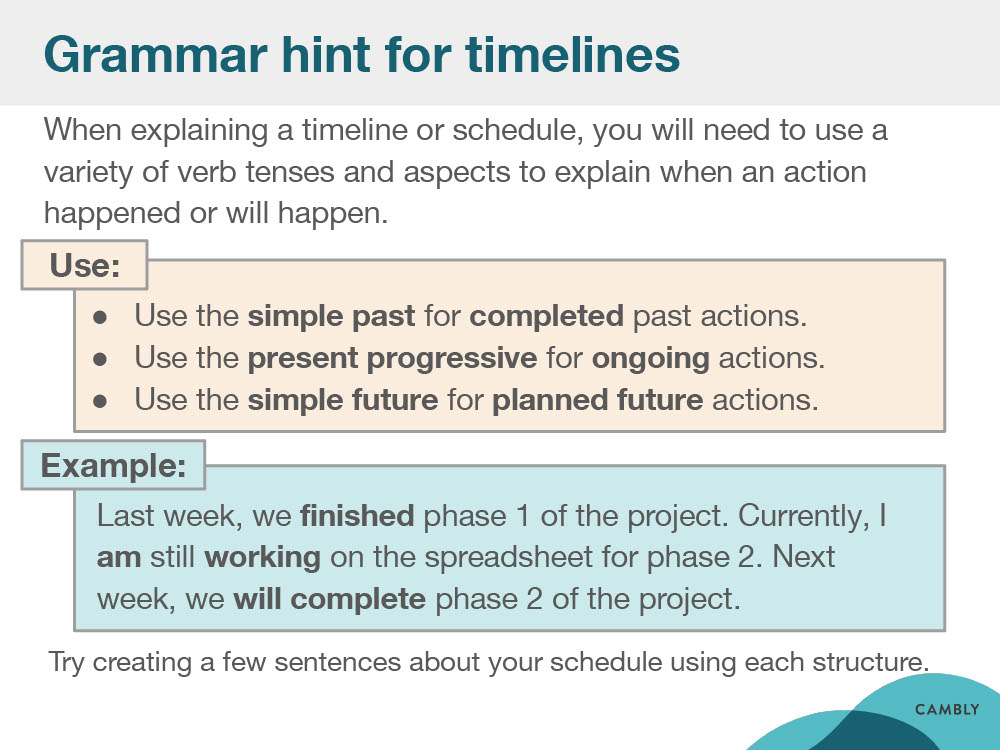 Grammar hint for timelines
When explaining a timeline or schedule, you will need to use a
variety of verb tenses and aspects to explain when an action
happened or will happen.
Use:
● Use the simple past for completed past actions.
● Use the present progressive for ongoing actions.
● Use the simple future for planned future actions.
Example:
Last week, we finished phase 1 of the project. Currently, I
am still working on the spreadsheet for phase 2. Next
week, we will complete phase 2 of the project.
Try creating a few sentences about your schedule using each structure.
CAMBLY